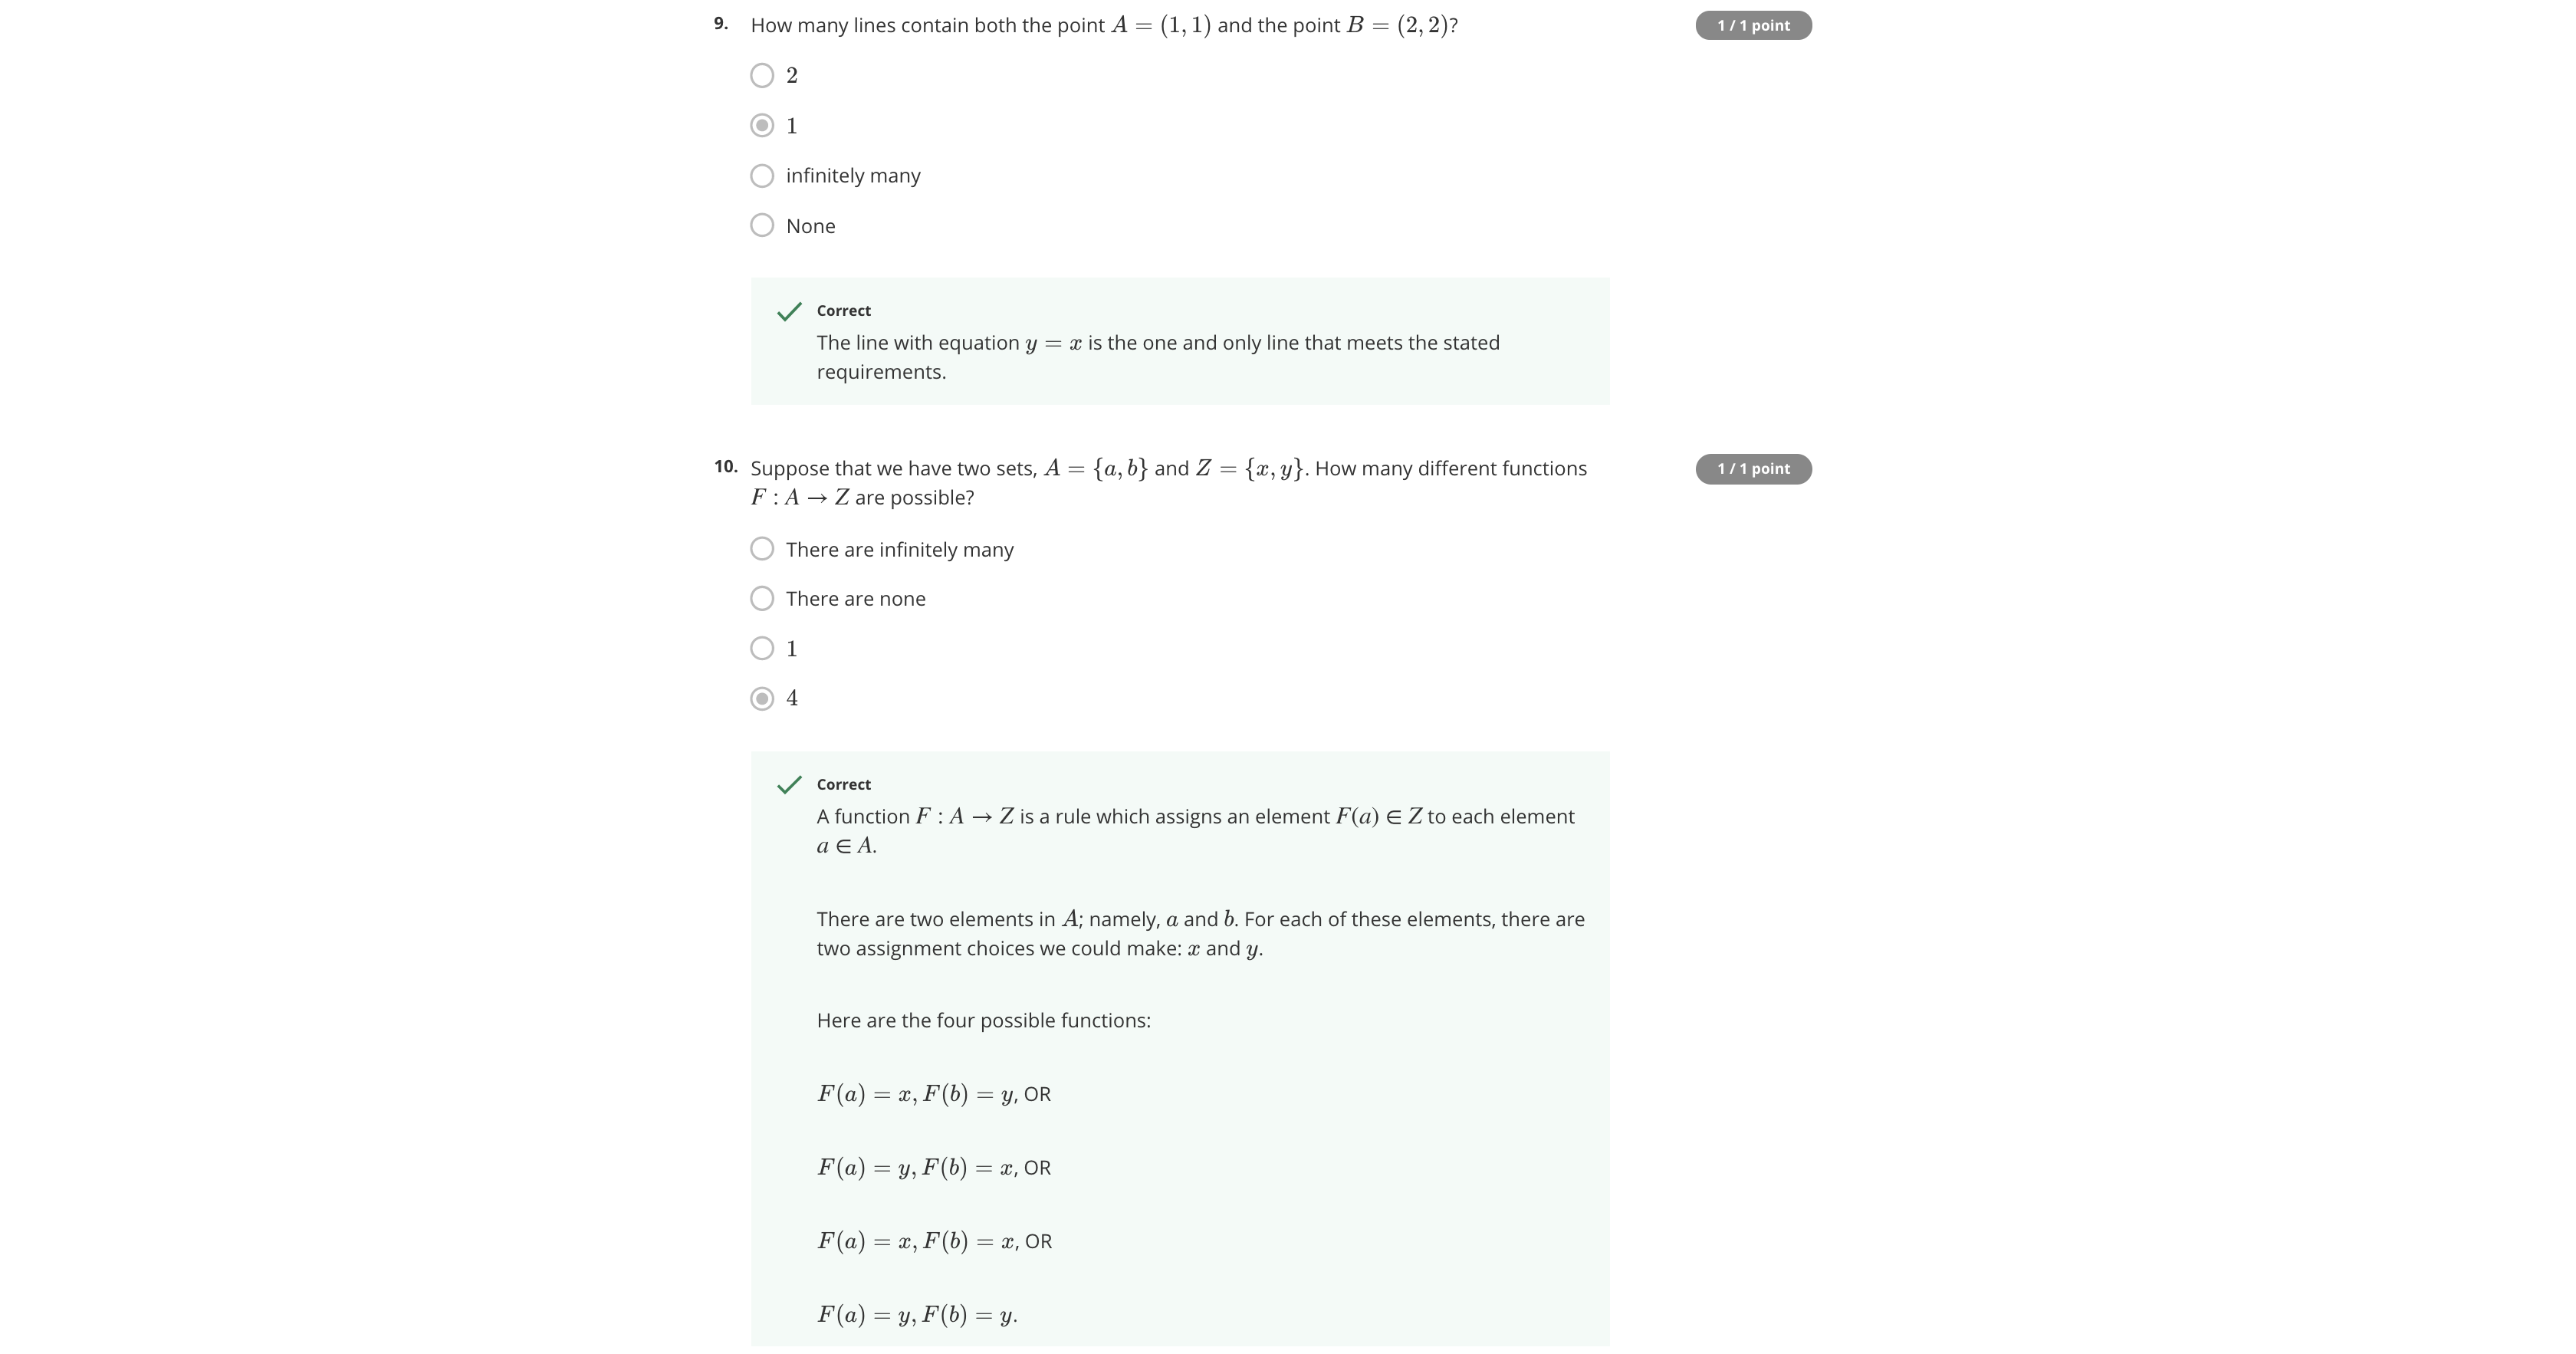 9. How many lines contain both the point A = (1, 1) and the point B = (2, 2)?
1 / 1 point
2
1
infinitely many
None
Correct
The line with equation y = x is the one and only line that meets the stated
requirements.
10. Suppose that we have two sets, A = {a, b} and Z = {x, y}. How many different functions
1 / 1 point
F : A → Z are possible?
There are infinitely many
There are none
1
4
Correct
A function F : A → Z is a rule which assigns an element F(a) ∈ Z to each element
a ∈ A.
There are two elements in A; namely, a and b. For each of these elements, there are
two assignment choices we could make: x and y.
Here are the four possible functions:
F(a) = x, F(b) = y, OR
F(a) = y, F(b) = x, OR
F(a) = x, F(b) = x, OR
F(a) = y, F(b) = y.